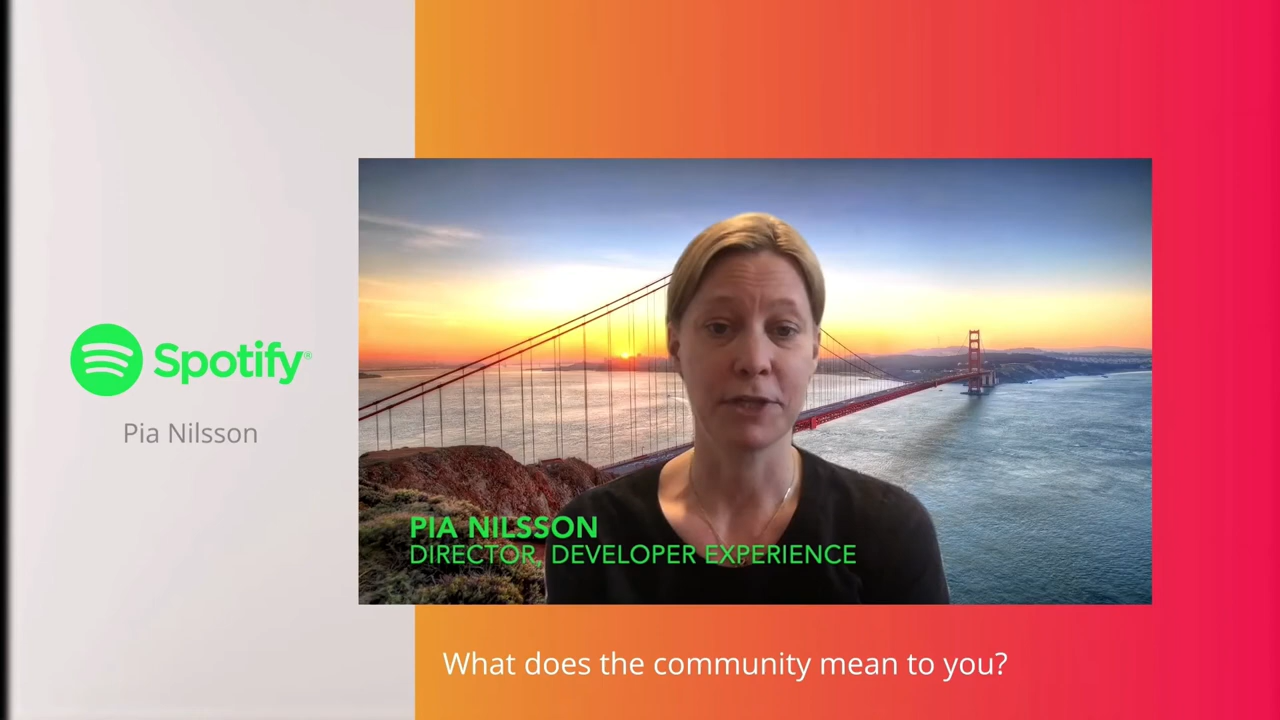 Spotify®
Pia Nilsson
PIA NILSSON
DIRECTOR, DEVELOPER EXPERIENCE
What does the community mean to you?